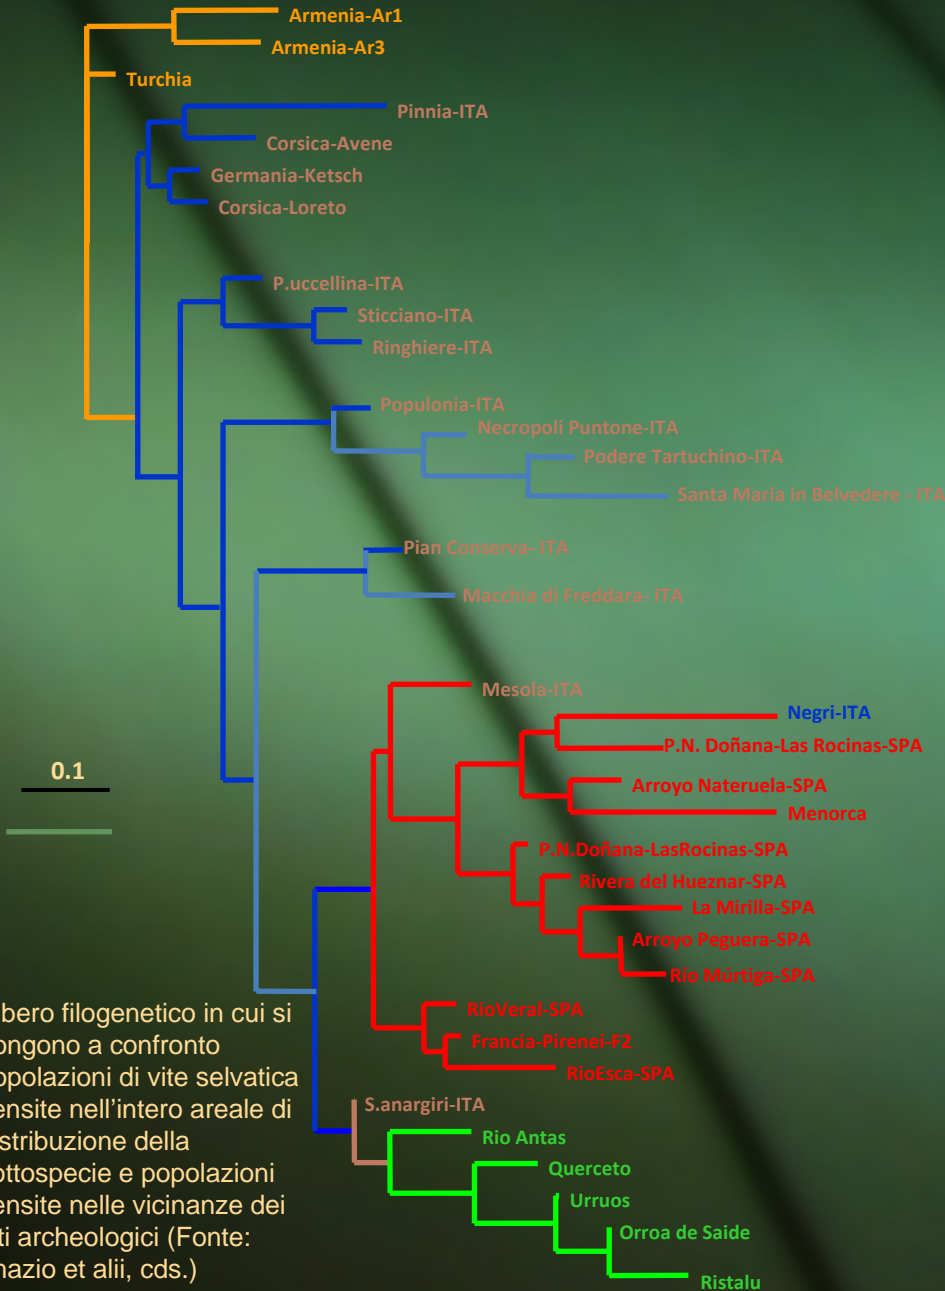 Armenia-Ar1
Armenia-Ar3
Turchia
Pinnia-ITA
Corsica-Avene
Germania-Ketsch
Corsica-Loreto
P.uccellina-ITA
Sticciano-ITA
Ringhiere-ITA
Populonia-ITA
Necropoli Puntone-ITA
Podere Tartuchino-ITA
Santa Maria in Belvedere - ITA
Pian Conserva- ITA
Macchia di Freddara- ITA
Mesola-ITA
Negri-ITA
P.N. Doñana-Las Rocinas-SPA
0.1
Arroyo Nateruela-SPA
Menorca
P.N.Doñana-LasRocinas-SPA
Rivera del Hueznar-SPA
La Mirilla-SPA
Arroyo Peguera-SPA
Río Múrtiga-SPA
RioVeral-SPA
Francia-Pirenei-F2
RioEsca-SPA
S.anargiri-ITA
Rio Antas
Querceto
Urruos
Orroa de Saide
Ristalu
bero filogenetico in cui si
ongono a confronto
opolazioni di vite selvatica
ensite nell'intero areale di
stribuzione della
ottospecie e popolazioni
ensite nelle vicinanze dei
ti archeologici (Fonte:
nazio et alii, cds.)